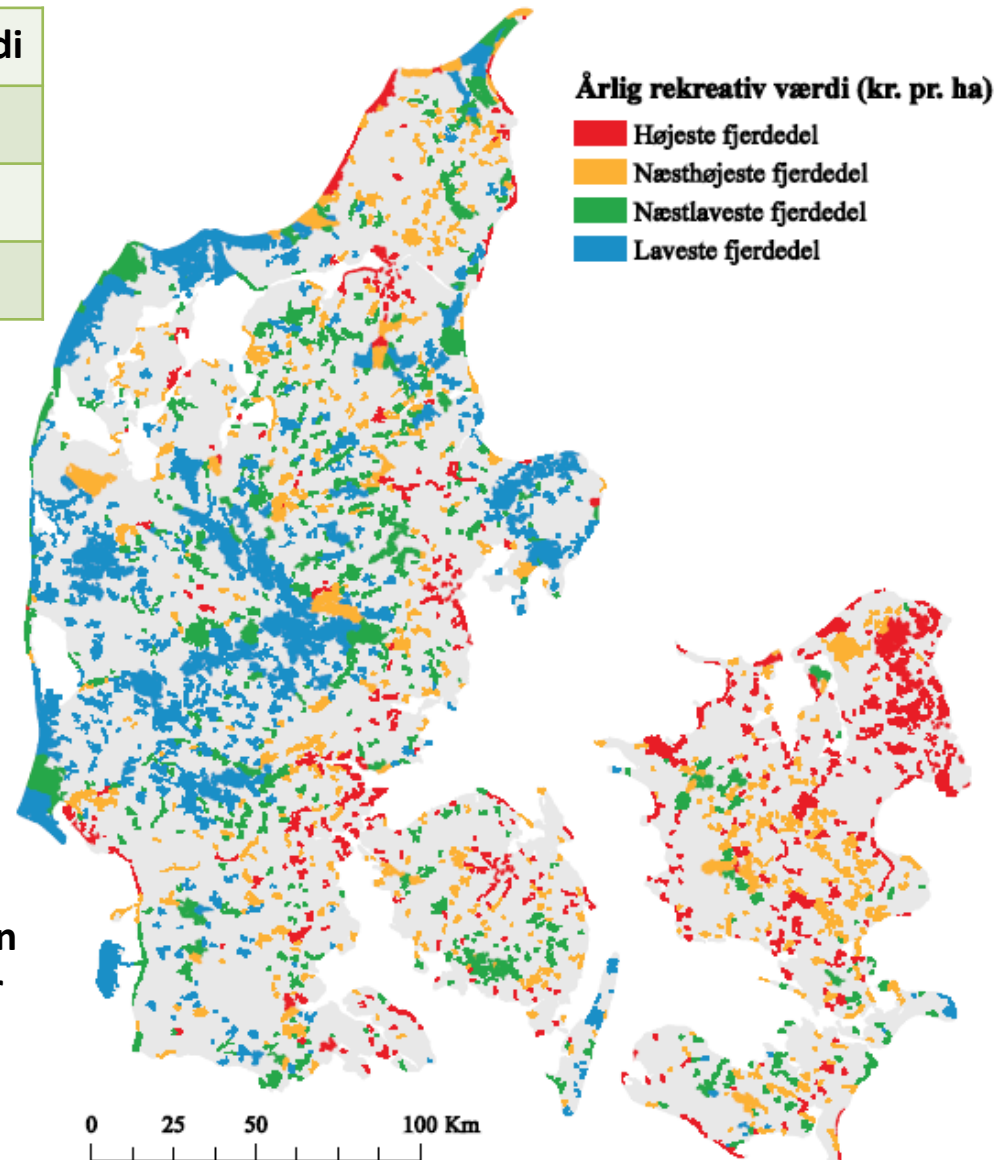 di
Årlig rekreativ værdi (kr. pr. ha)
Højeste fjerdedel
Næsthøjeste fjerdedel
Næstlaveste fjerdedel
Laveste fjerdedel
n
0 25 50 100 Km